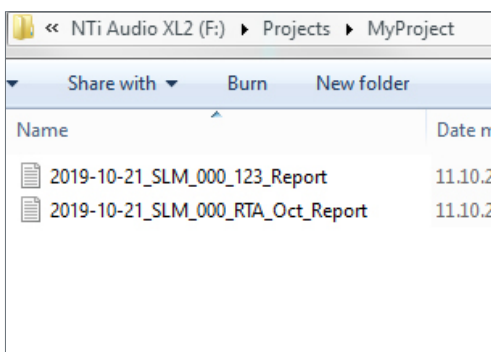 « NTi Audio XL2 (F:) ▸ Projects ▸ MyProject
Share with Burn New folder
Name Date m
2019-10-21_SLM_000_123_Report 11.10.2
2019-10-21_SLM_000_RTA_Oct_Report 11.10.2